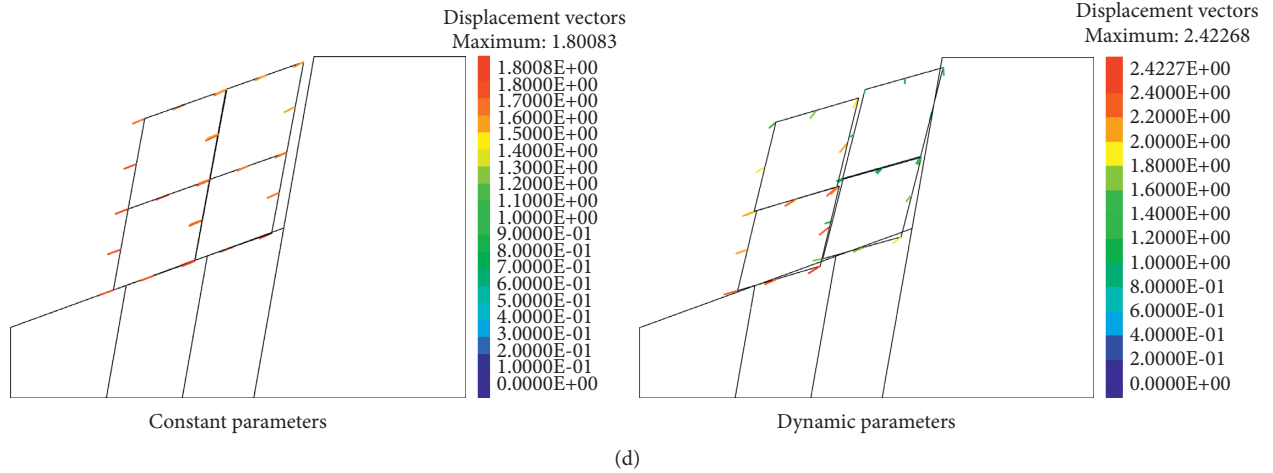 Displacement vectors
Maximum: 1.80083
1.8008E+00
1.8000E+00
1.7000E+00
1.6000E+00
1.5000E+00
1.4000E+00
1.3000E+00
1.2000E+00
1.1000E+00
1.0000E+00
9.0000E-01
8.0000E-01
7.0000E-01
6.0000E-01
5.0000E-01
4.0000E-01
3.0000E-01
2.0000E-01
1.0000E-01
0.0000E+00
Constant parameters
Displacement vectors
Maximum: 2.42268
2.4227E+00
2.4000E+00
2.2000E+00
2.0000E+00
1.8000E+00
1.6000E+00
1.4000E+00
1.2000E+00
1.0000E+00
8.0000E-01
6.0000E-01
4.0000E-01
2.0000E-01
0.0000E+00
Dynamic parameters
(d)